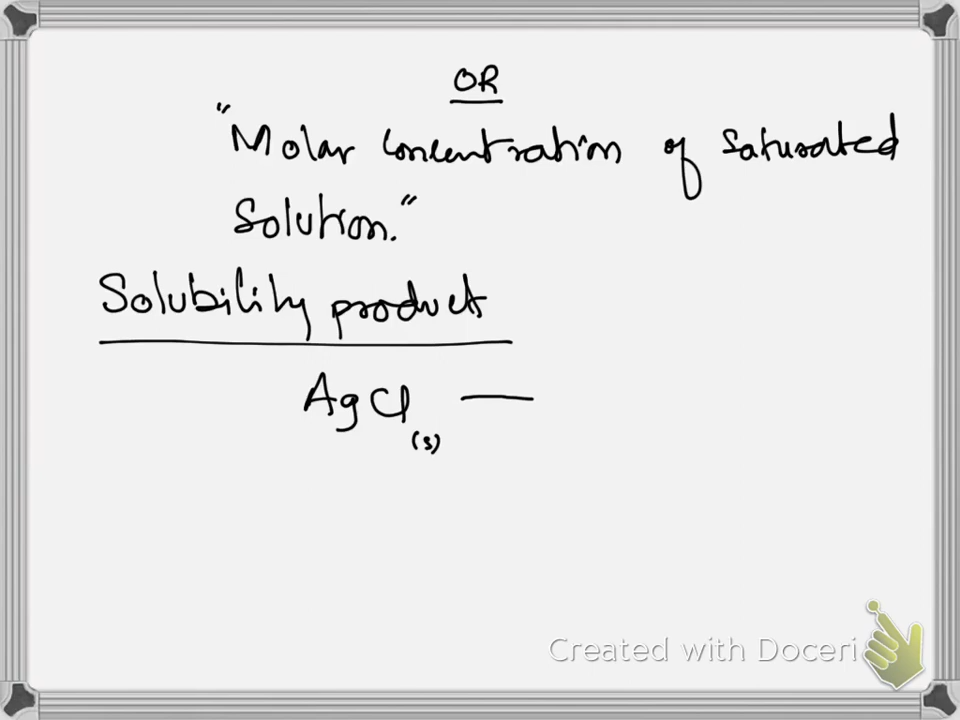 OR
"Molar concentration of saturated
Solution."
Solubility product
AgCl(s) —
Created with Doceri